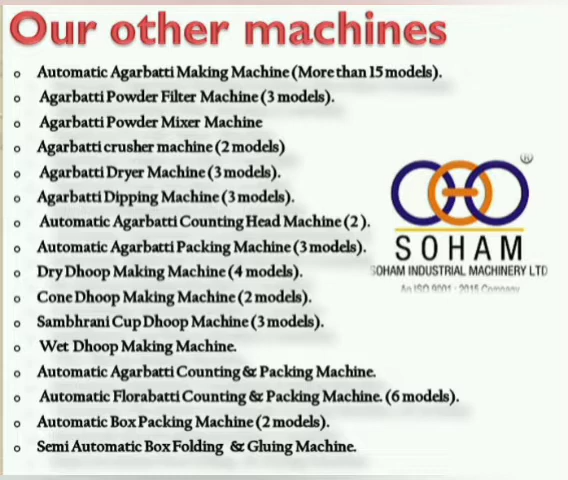 Our other machines
Automatic Agarbatti Making Machine (More than 15 models).
Agarbatti Powder Filter Machine (3 models).
Agarbatti Powder Mixer Machine
Agarbatti crusher machine (2 models)
Agarbatti Dryer Machine (3 models).
Agarbatti Dipping Machine (3 models).
Automatic Agarbatti Counting Head Machine (2 ).
Automatic Agarbatti Packing Machine (3 models).
Dry Dhoop Making Machine (4 models).
Cone Dhoop Making Machine (2 models).
Sambhrani Cup Dhoop Machine (3 models).
Wet Dhoop Making Machine.
Automatic Agarbatti Counting & Packing Machine.
Automatic Florabatti Counting & Packing Machine. (6 models).
Automatic Box Packing Machine (2 models).
Semi Automatic Box Folding & Gluing Machine.
®
SOHAM
SOHAM INDUSTRIAL MACHINERY LTD
An ISO 9001 : 2015 Company